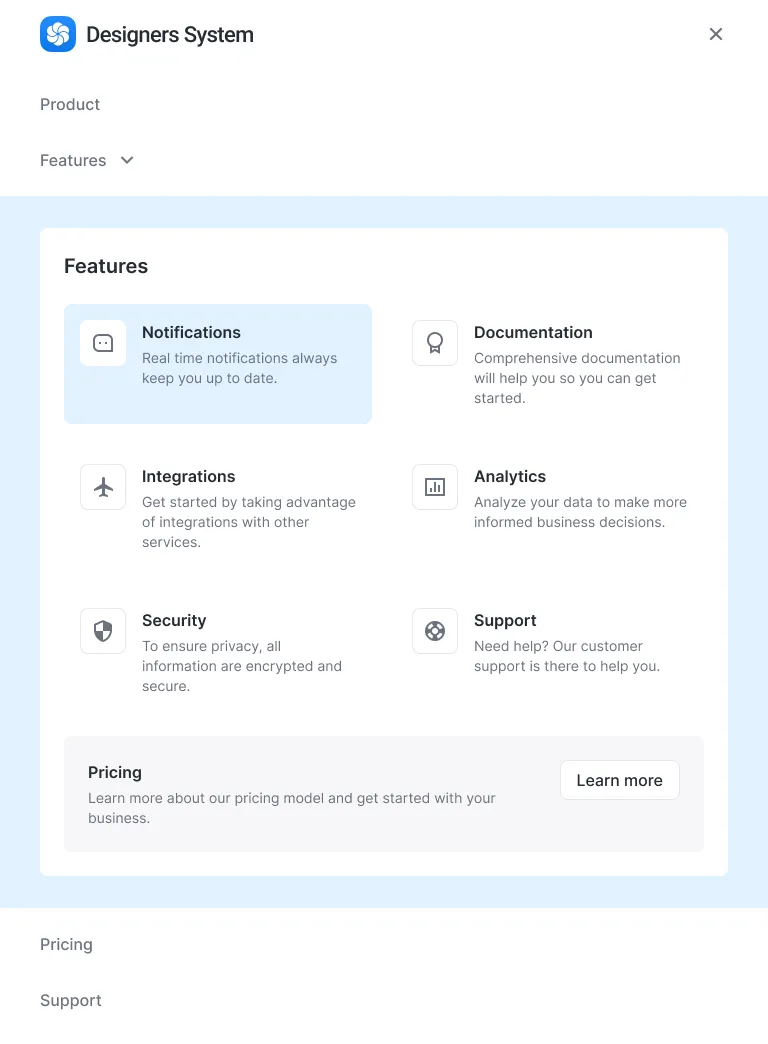 Designers System
Product
Features
Features
Notifications
Real time notifications always
keep you up to date.
Documentation
Comprehensive documentation
will help you so you can get
started.
Integrations
Get started by taking advantage
of integrations with other
services.
Analytics
Analyze your data to make more
informed business decisions.
Security
To ensure privacy, all
information are encrypted and
secure.
Support
Need help? Our customer
support is there to help you.
Pricing
Learn more about our pricing model and get started with your
business.
Learn more
Pricing
Support